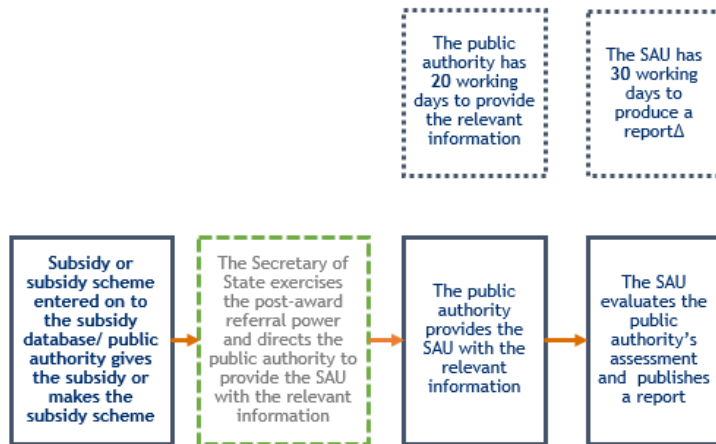 The public
authority has
20 working
days to provide
the relevant
information
The SAU has
30 working
days to
produce a
reportΔ
Subsidy or
subsidy scheme
entered on to
the subsidy
database/ public
authority gives
the subsidy or
makes the
subsidy scheme
The Secretary of
State exercises
the post-award
referral power
and directs the
public authority to
provide the SAU
with the relevant
information
The public
authority
provides the
SAU with the
relevant
information
The SAU
evaluates the
public
authority's
assessment
and publishes
a report